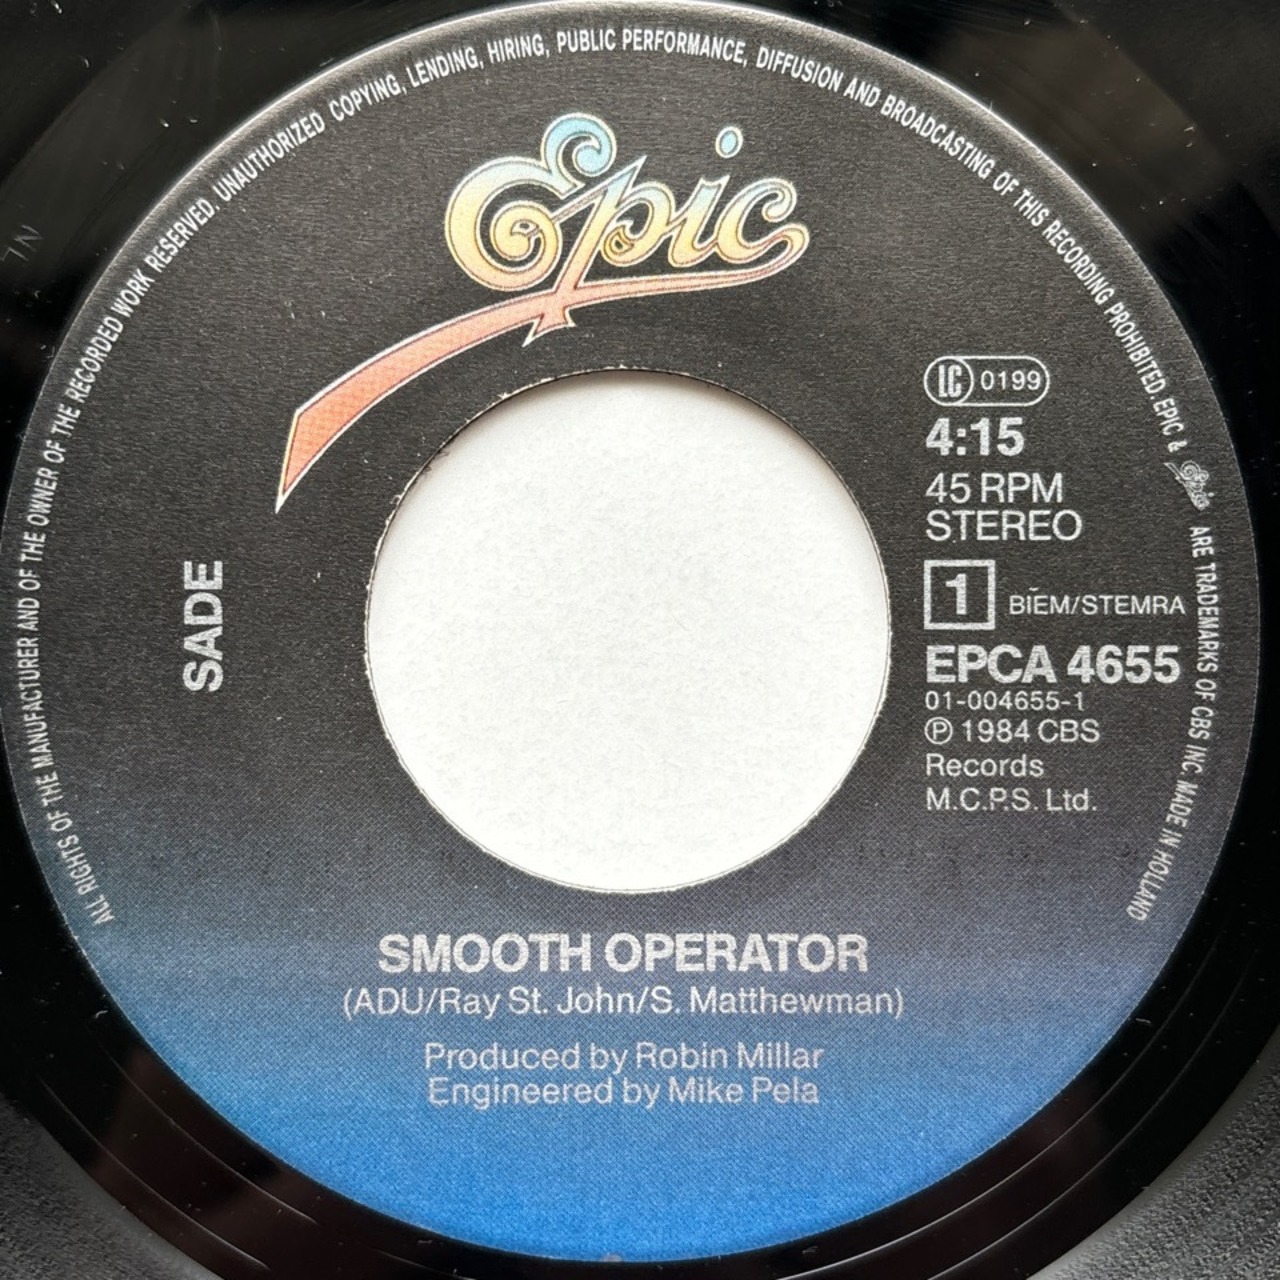 ALL RIGHTS OF THE MANUFACTURER AND OF THE OWNER OF THE RECORDED WORK RESERVED. UNAUTHORIZED COPYING, LENDING, HIRING, PUBLIC PERFORMANCE, DIFFUSION AND BROADCASTING OF THIS RECORDING PROHIBITED. EPIC & Epic ARE TRADEMARKS OF CBS INC. MADE IN HOLLAND
Epic
SADE
LC 0199
4:15
45 RPM
STEREO
1 BIEM/STEMRA
EPCA 4655
01-004655-1
℗ 1984 CBS
Records
M.C.P.S. Ltd.
SMOOTH OPERATOR
(ADU/Ray St. John/S. Matthewman)
Produced by Robin Millar
Engineered by Mike Pela